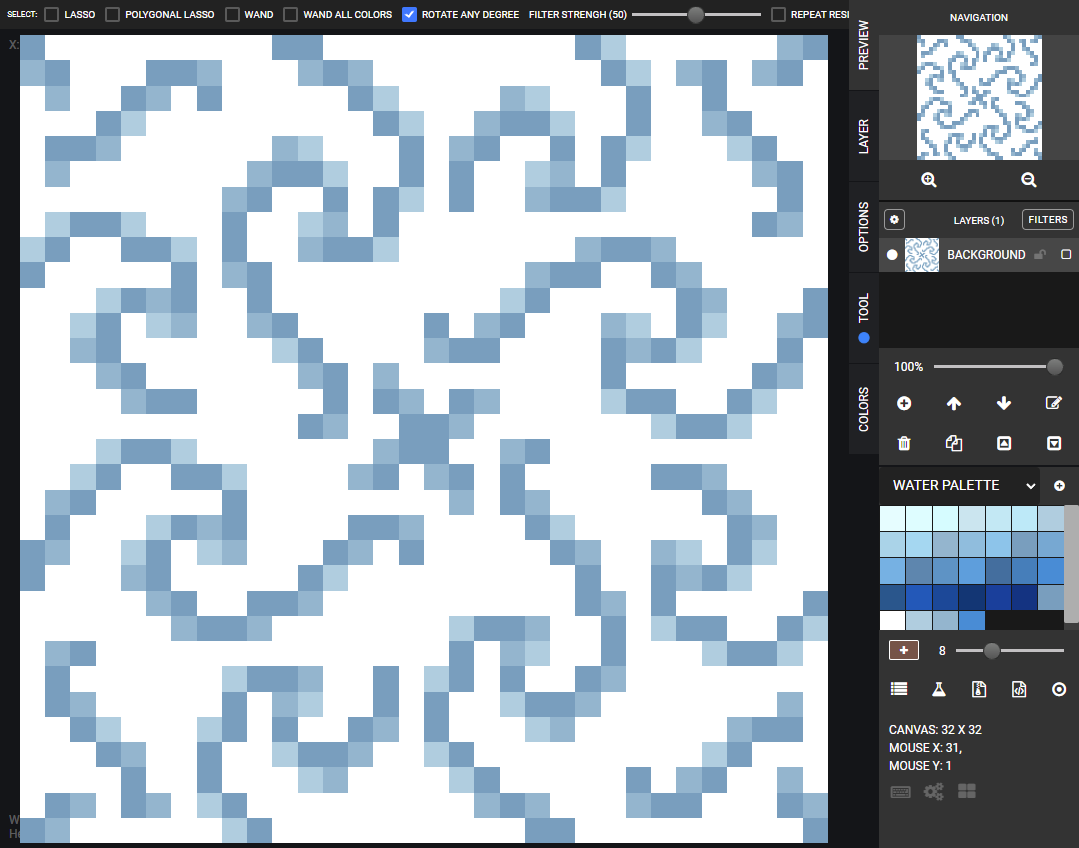 SELECT: LASSO POLYGONAL LASSO WAND WAND ALL COLORS ROTATE ANY DEGREE FILTER STRENGH (50) REPEAT RESI
X:
PREVIEW
LAYER
OPTIONS
TOOL
COLORS
NAVIGATION
LAYERS (1) FILTERS
BACKGROUND
100%
WATER PALETTE
8
CANVAS: 32 X 32
MOUSE X: 31,
MOUSE Y: 1
W
He